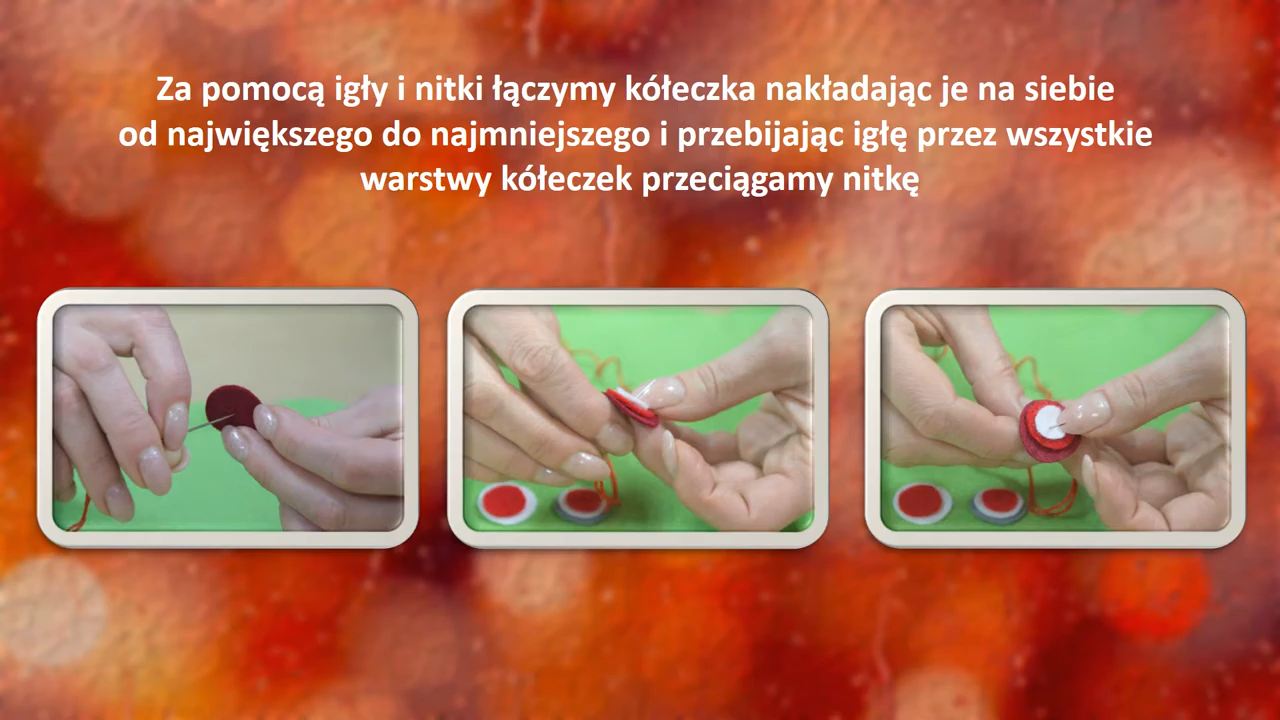 Za pomocą igły i nitki łączymy kółeczka nakładając je na siebie
od największego do najmniejszego i przebijając igłę przez wszystkie
warstwy kółeczek przeciągamy nitkę